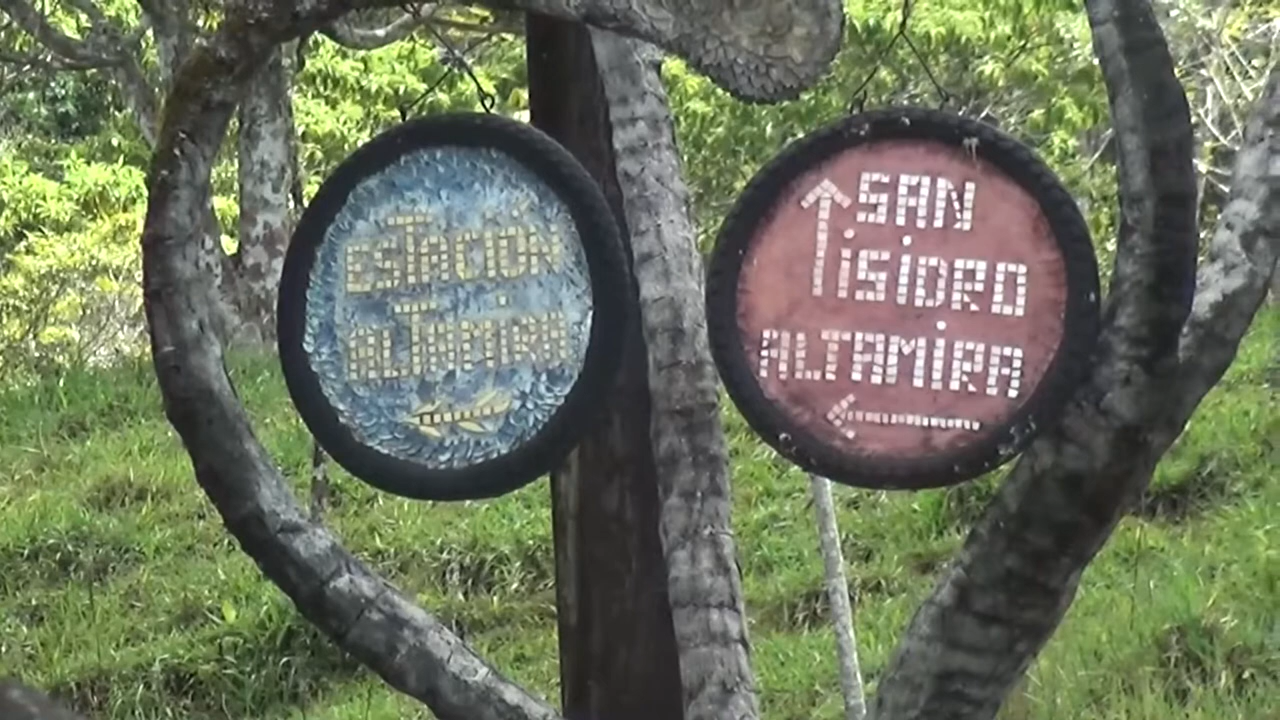 ESTACIÓN
ALTAMIRA
↑ SAN
iSiDRO
ALTAMiRA
←